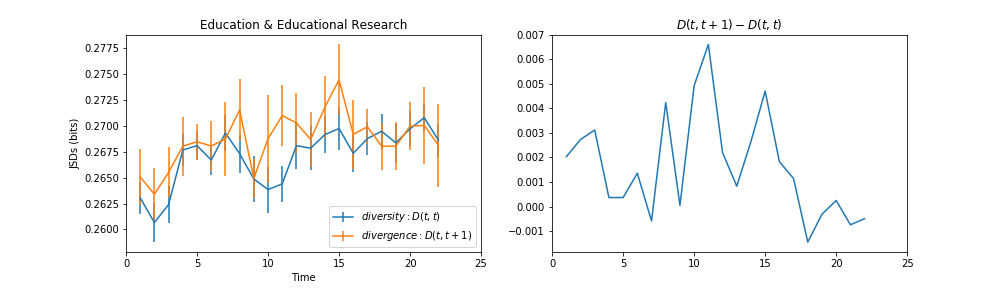 Education & Educational Research
JSDs (bits)
0.2775
0.2750
0.2725
0.2700
0.2675
0.2650
0.2625
0.2600
0 5 10 15 20 25
Time
diversity : D(t, t)
divergence : D(t, t + 1)
D(t, t + 1) − D(t, t)
0.007
0.006
0.005
0.004
0.003
0.002
0.001
0.000
−0.001
0 5 10 15 20 25